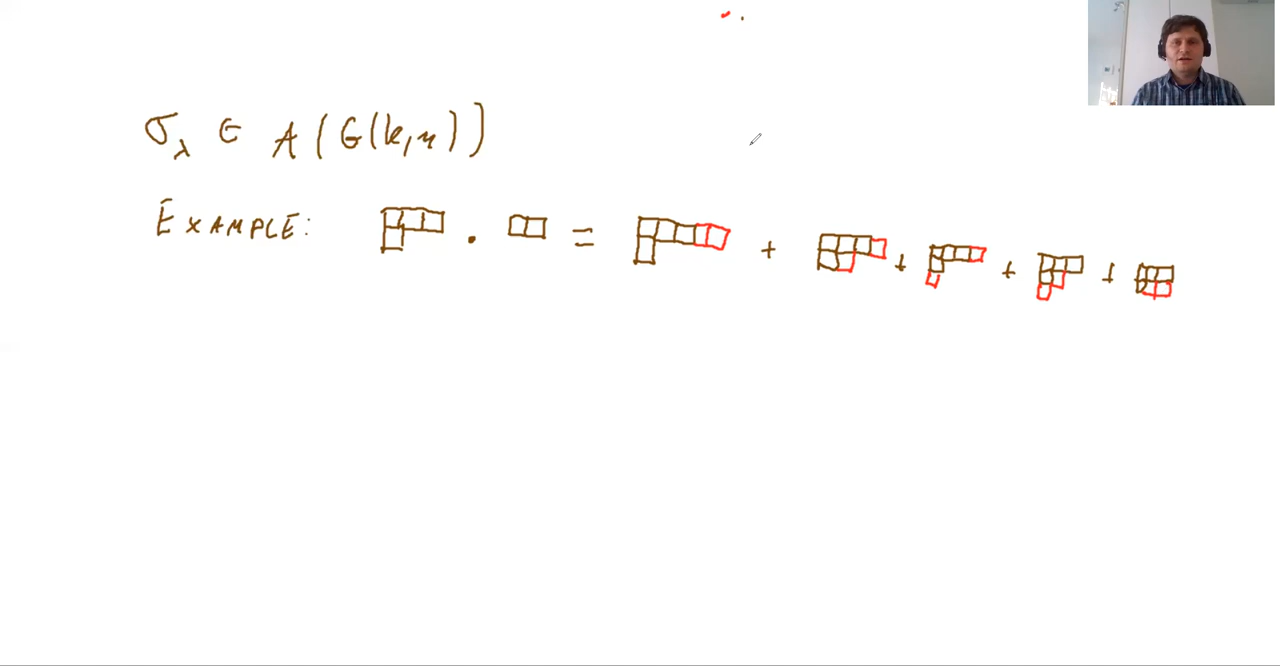 σ_λ ∈ A(G(k,n))
EXAMPLE: · = + + + +